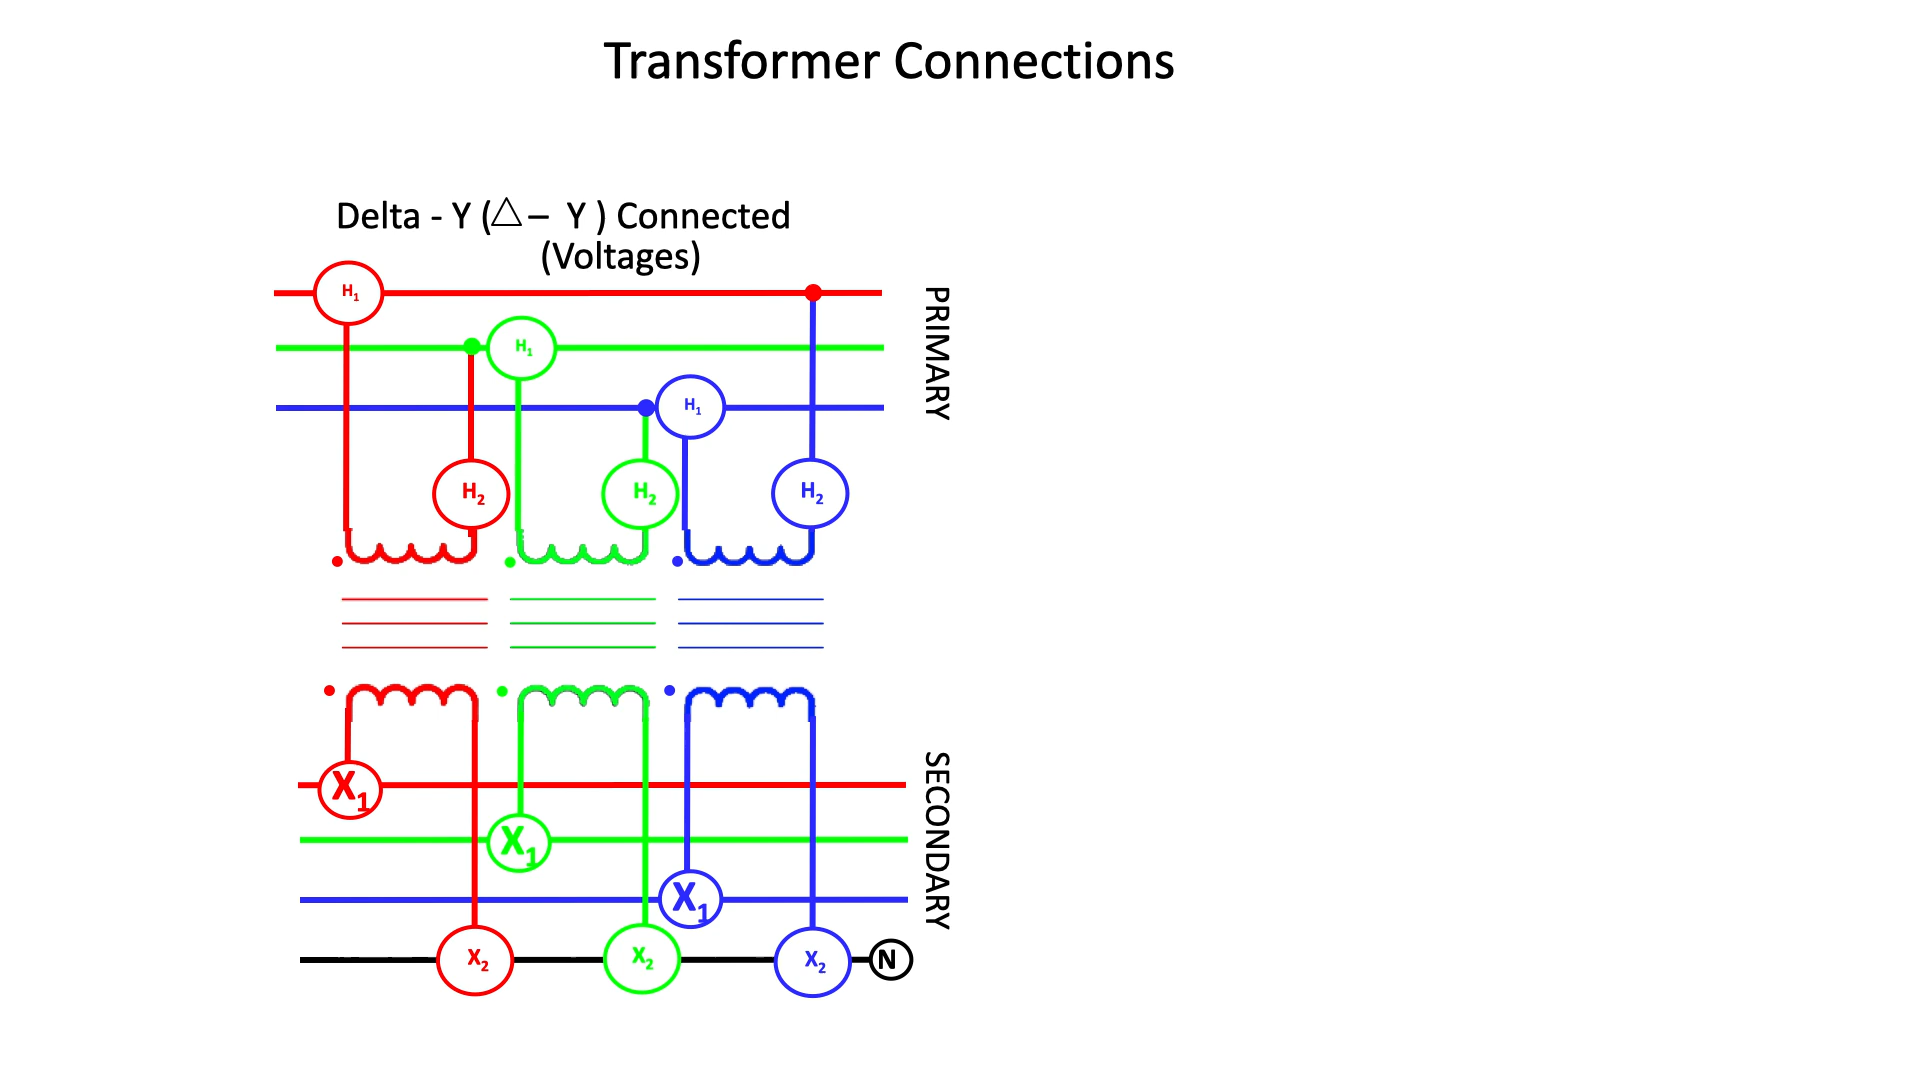 Transformer Connections
Delta - Y (△ – Y ) Connected
(Voltages)
H₁
H₁
H₁
PRIMARY
H₂
H₂
H₂
X₁
X₁
X₁
SECONDARY
X₂
X₂
X₂
N